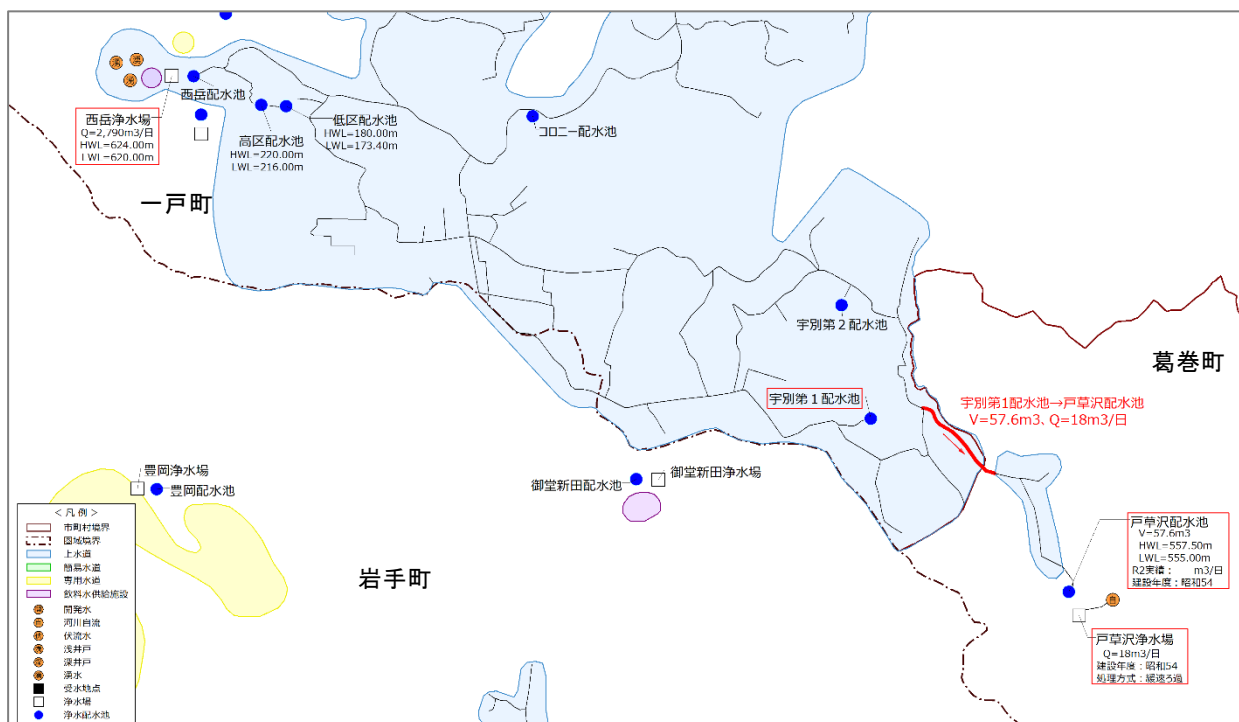 西岳配水池
西岳浄水場
Q=2,790m3/日
HWL=624.00m
LWL=620.00m
高区配水池
HWL=220.00m
LWL=216.00m
低区配水池
HWL=180.00m
LWL=173.40m
コロニー配水池
一戸町
宇別第2配水池
葛巻町
宇別第1配水池
宇別第1配水池→戸草沢配水池
V=57.6m3、Q=18m3/日
豊岡浄水場
豊岡配水池
御堂新田配水池
御堂新田浄水場
岩手町
戸草沢配水池
V=57.6m3
HWL=557.50m
LWL=555.00m
R2実績： m3/日
建設年度：昭和54
自
戸草沢浄水場
Q=18m3/日
建設年度：昭和54
処理方式：緩速ろ過
＜凡例＞
市町村境界
圏域境界
上水道
簡易水道
専用水道
飲料水供給施設
開発水
河川自流
伏流水
浅井戸
深井戸
湧水
受水地点
浄水場
浄水配水池